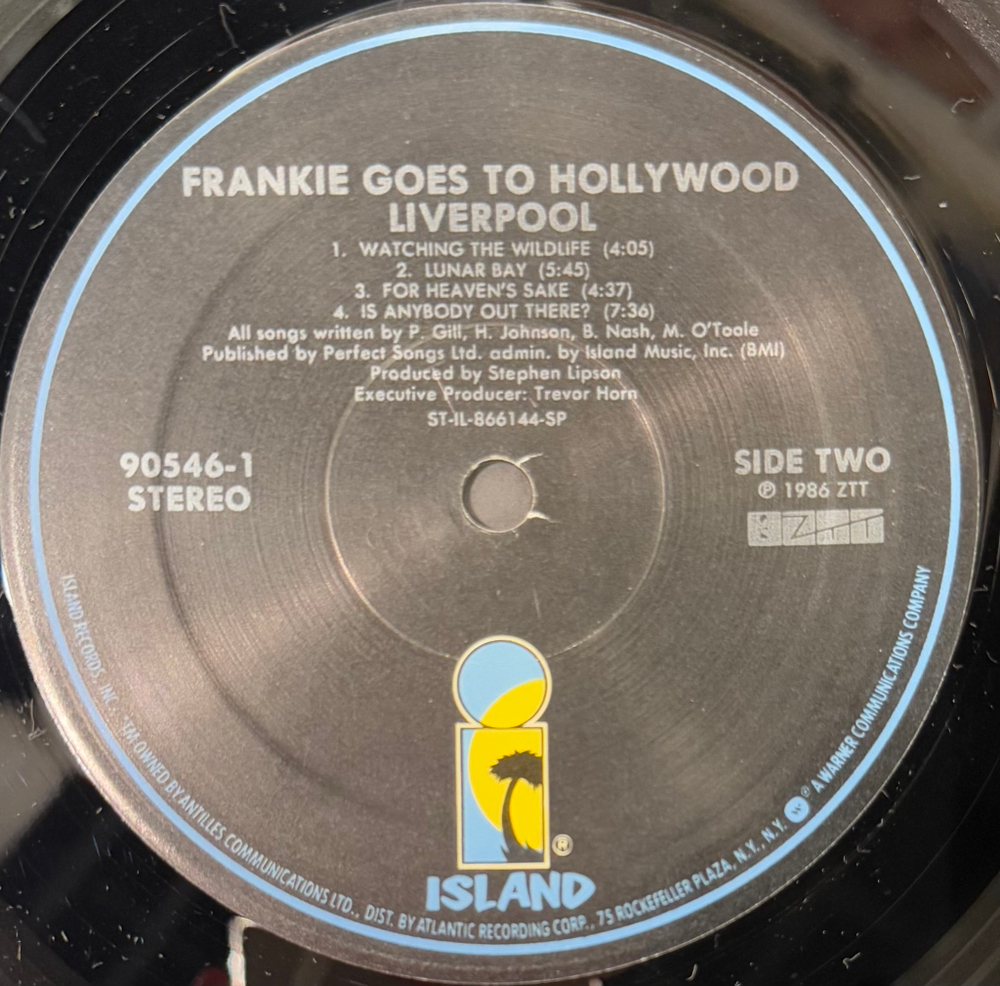 FRANKIE GOES TO HOLLYWOOD
LIVERPOOL
1. WATCHING THE WILDLIFE (4:05)
2. LUNAR BAY (5:45)
3. FOR HEAVEN'S SAKE (4:37)
4. IS ANYBODY OUT THERE? (7:36)
All songs written by P. Gill, H. Johnson, B. Nash, M. O'Toole
Published by Perfect Songs Ltd. admin. by Island Music, Inc. (BMI)
Produced by Stephen Lipson
Executive Producer: Trevor Horn
ST-IL-866144-SP
90546-1
STEREO
SIDE TWO
℗ 1986 ZTT
ZTT
®
ISLAND
ISLAND RECORDS, INC., TM-OWNED BY ANTILLES COMMUNICATIONS LTD., DIST. BY ATLANTIC RECORDING CORP., 75 ROCKEFELLER PLAZA, N.Y., N.Y. ® A WARNER COMMUNICATIONS COMPANY